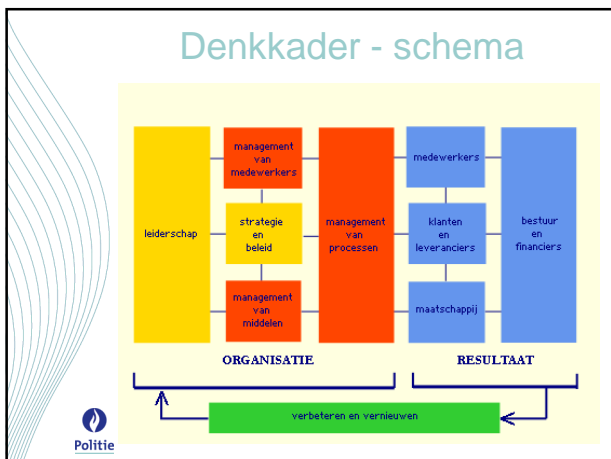 Denkkader - schema
management
van
medewerkers
medewerkers
leiderschap
strategie
en
beleid
management
van
processen
klanten
en
leveranciers
bestuur
en
financiers
management
van
middelen
maatschappij
ORGANISATIE
RESULTAAT
verbeteren en vernieuwen
Politie